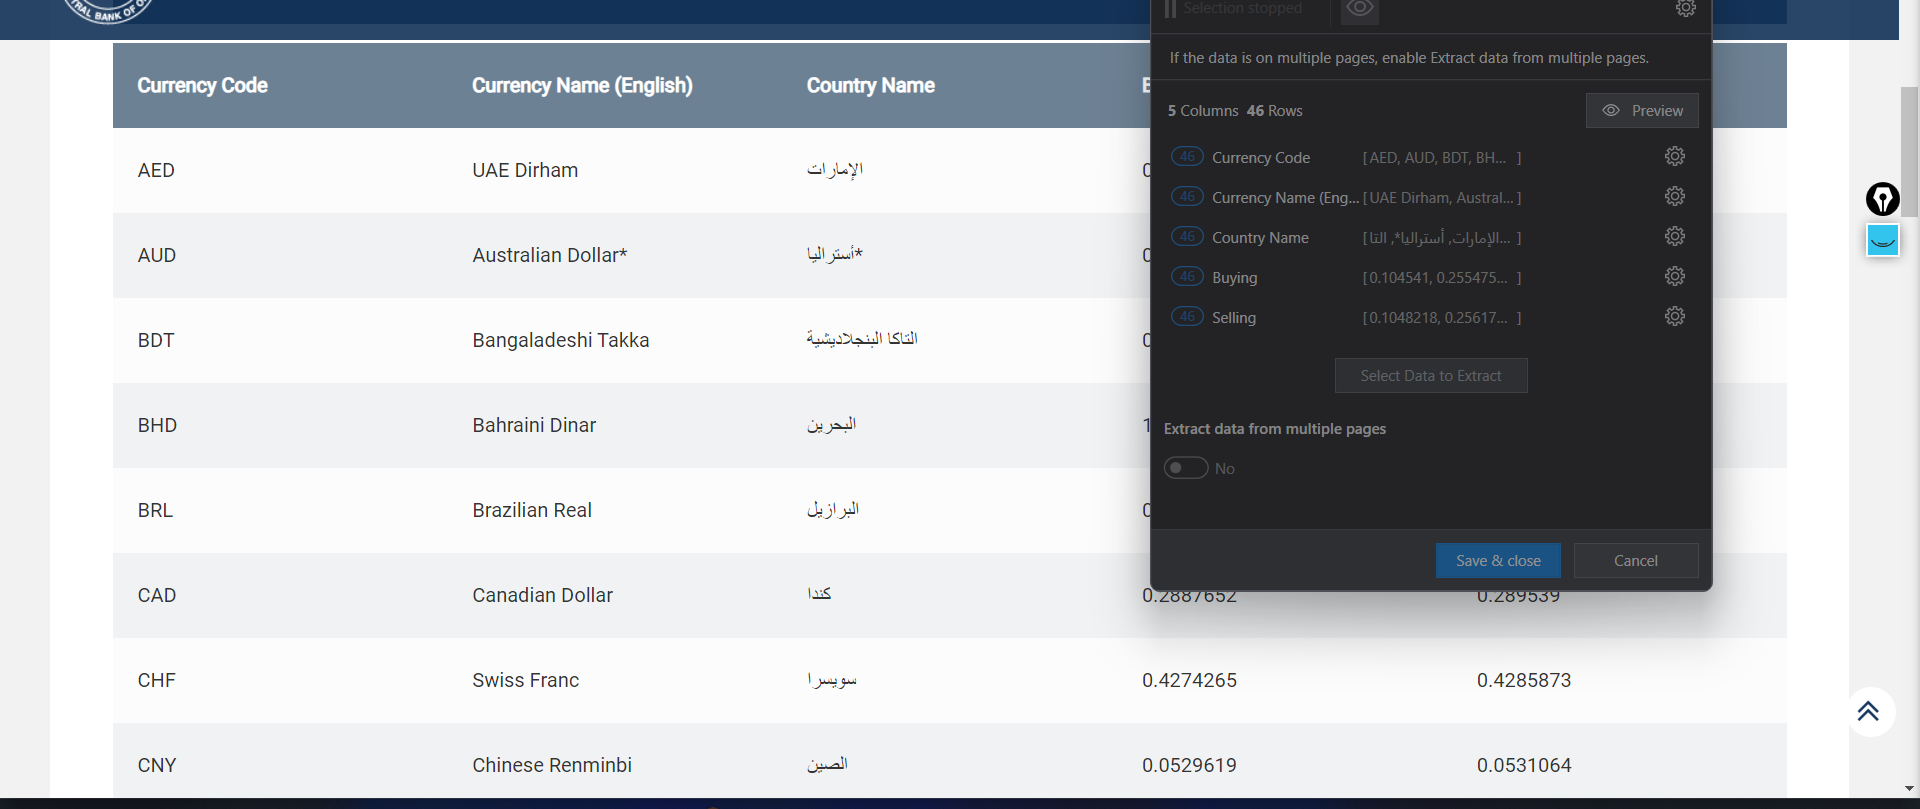 TRAL BANK OF O
Currency Code Currency Name (English) Country Name
AED UAE Dirham الإمارات
AUD Australian Dollar* أستراليا*
BDT Bangaladeshi Takka التاكا البنجلاديشية
BHD Bahraini Dinar البحرين
BRL Brazilian Real البرازيل
CAD Canadian Dollar كندا 0.2887652 0.289539
CHF Swiss Franc سويسرا 0.4274265 0.4285873
CNY Chinese Renminbi الصين 0.0529619 0.0531064
Selection stopped
If the data is on multiple pages, enable Extract data from multiple pages.
5 Columns 46 Rows Preview
46 Currency Code [AED, AUD, BDT, BH... ]
46 Currency Name (Eng... [UAE Dirham, Austral... ]
46 Country Name [الإمارات, أستراليا*, التا... ]
46 Buying [0.104541, 0.255475... ]
46 Selling [0.1048218, 0.25617... ]
Select Data to Extract
Extract data from multiple pages
No
Save & close Cancel